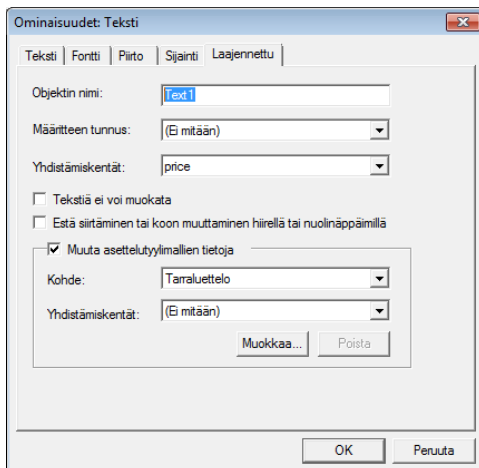 Ominaisuudet: Teksti
Teksti Fontti Piirto Sijainti Laajennettu
Objektin nimi: Text1
Määritteen tunnus: (Ei mitään)
Yhdistämiskentät: price
Tekstiä ei voi muokata
Estä siirtäminen tai koon muuttaminen hiirellä tai nuolinäppäimillä
Muuta asettelutyylimallien tietoja
Kohde: Tarraluettelo
Yhdistämiskentät: (Ei mitään)
Muokkaa... Poista
OK Peruuta